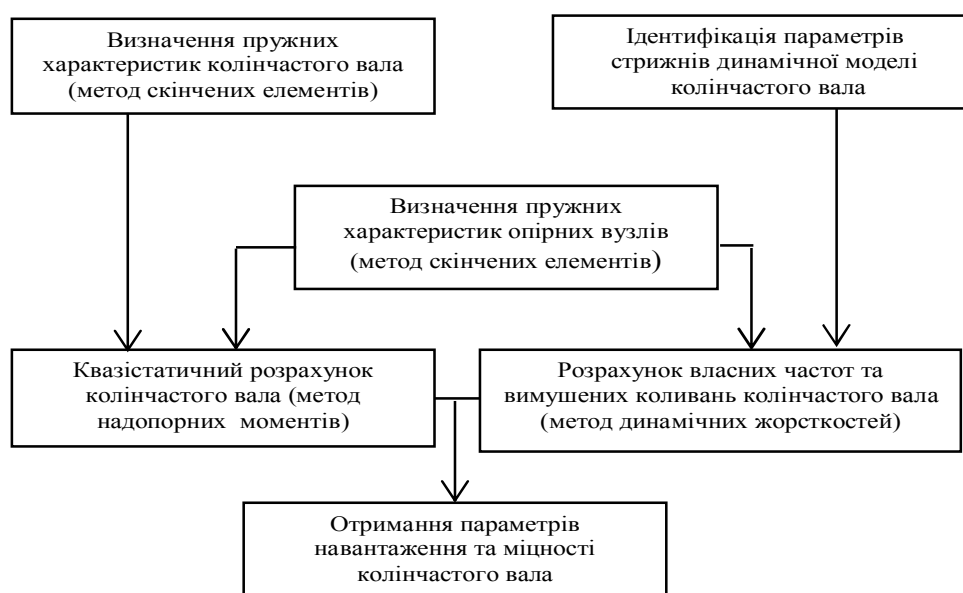 Визначення пружних
характеристик колінчастого вала
(метод скінчених елементів)
Ідентифікація параметрів
стрижнів динамічної моделі
колінчастого вала
Визначення пружних
характеристик опірних вузлів
(метод скінчених елементів)
Квазістатичний розрахунок
колінчастого вала (метод
надопорних моментів)
Розрахунок власних частот та
вимушених коливань колінчастого вала
(метод динамічних жорсткостей)
Отримання параметрів
навантаження та міцності
колінчастого вала